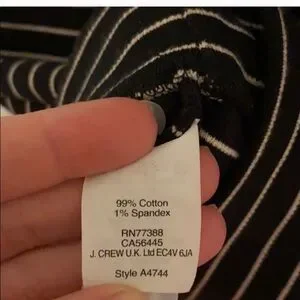 99% Cotton
1% Spandex
RN77388
CA56445
J. CREW U.K. Ltd EC4V 6JA
Style A4744